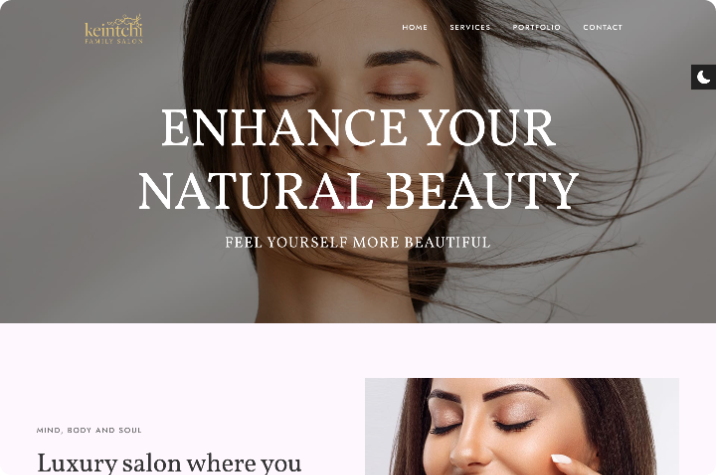 keintchi
FAMILY SALON
HOME SERVICES PORTFOLIO CONTACT
ENHANCE YOUR
NATURAL BEAUTY
FEEL YOURSELF MORE BEAUTIFUL
MIND, BODY AND SOUL
Luxury salon where you